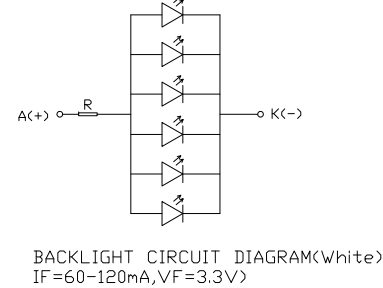 R
A(+)
K(-)
BACKLIGHT CIRCUIT DIAGRAM(White)
IF=60-120mA,VF=3.3V)